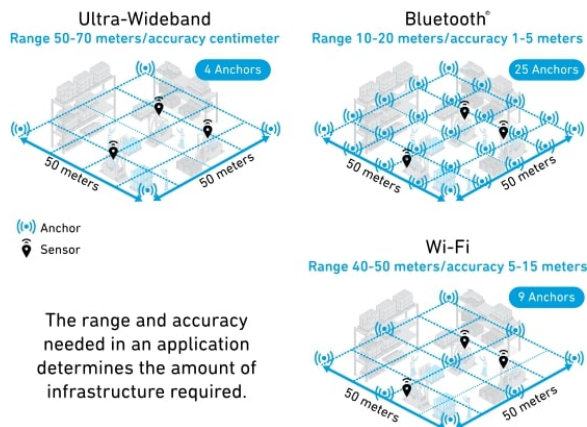 Ultra-Wideband
Range 50-70 meters/accuracy centimeter
4 Anchors
50 meters
50 meters
Anchor
Sensor
Bluetooth®
Range 10-20 meters/accuracy 1-5 meters
25 Anchors
50 meters
50 meters
Wi-Fi
Range 40-50 meters/accuracy 5-15 meters
9 Anchors
50 meters
50 meters
The range and accuracy
needed in an application
determines the amount of
infrastructure required.